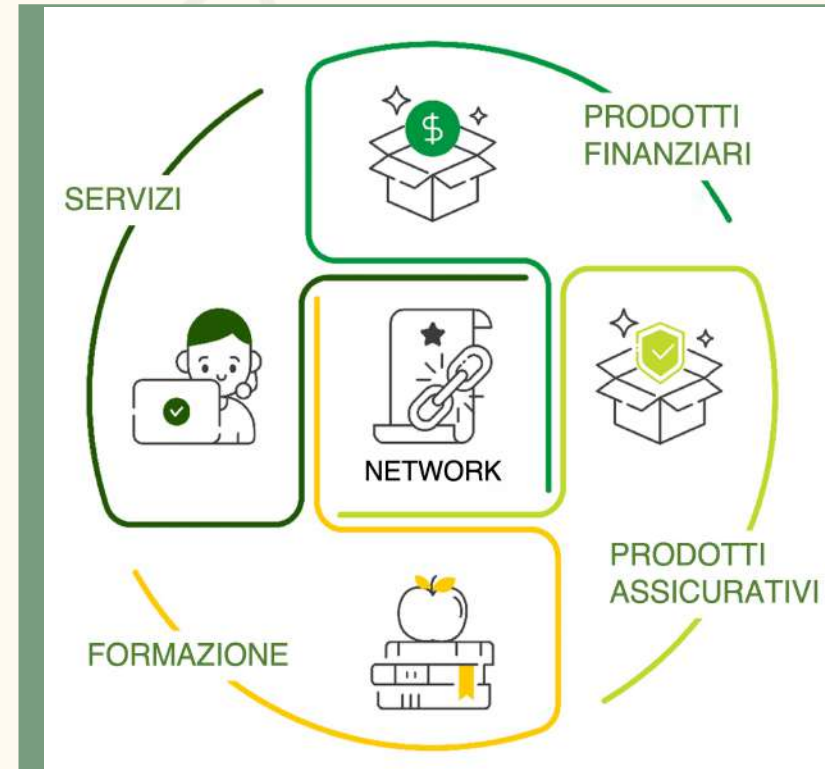 PRODOTTI
FINANZIARI
SERVIZI
NETWORK
PRODOTTI
ASSICURATIVI
FORMAZIONE